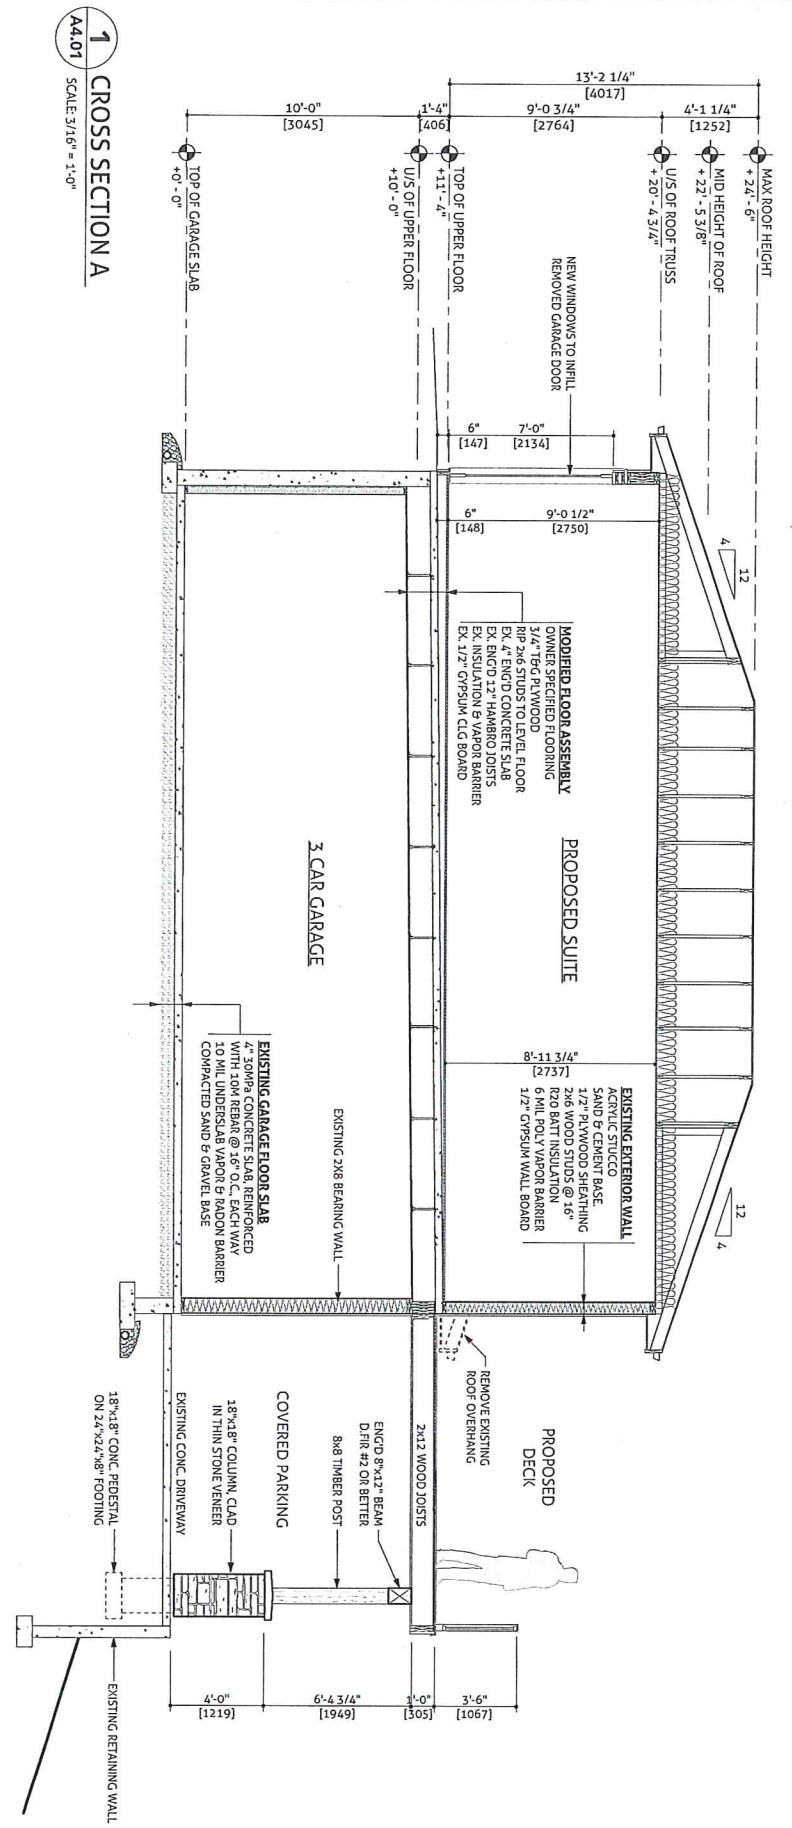 1
A4.01
CROSS SECTION A
SCALE: 3/16" = 1'-0"
13'-2 1/4"
[4017]
10'-0"
[3045]
1'-4"
[406]
9'-0 3/4"
[2764]
4'-1 1/4"
[1252]
MAX ROOF HEIGHT
+ 24' - 6"
MID HEIGHT OF ROOF
+ 22' - 5 3/8"
U/S OF ROOF TRUSS
+ 20' - 4 3/4"
TOP OF UPPER FLOOR
+11' - 4"
U/S OF UPPER FLOOR
+10' - 0"
TOP OF GARAGE SLAB
+0' - 0"
NEW WINDOWS TO INFILL
REMOVED GARAGE DOOR
6"
[147]
7'-0"
[2134]
6"
[148]
9'-0 1/2"
[2750]
4
12
MODIFIED FLOOR ASSEMBLY
OWNER SPECIFIED FLOORING
3/4" T&G PLYWOOD
RIP 2x6 STUDS TO LEVEL FLOOR
EX. 4" ENG'D CONCRETE SLAB
EX. ENG'D 12" HAMBRO JOISTS
EX. INSULATION & VAPOR BARRIER
EX. 1/2" GYPSUM CLG BOARD
PROPOSED SUITE
3 CAR GARAGE
8'-11 3/4"
[2737]
EXISTING EXTERIOR WALL
ACRYLIC STUCCO
SAND & CEMENT BASE.
1/2" PLYWOOD SHEATHING
2x6 WOOD STUDS @ 16"
R20 BATT INSULATION
6 MIL POLY VAPOR BARRIER
1/2" GYPSUM WALL BOARD
12
4
EXISTING GARAGE FLOOR SLAB
4" 30MPa CONCRETE SLAB, REINFORCED
WITH 10M REBAR @ 16" O.C., EACH WAY
10 MIL UNDERSLAB VAPOR & RADON BARRIER
COMPACTED SAND & GRAVEL BASE
EXISTING 2X8 BEARING WALL
REMOVE EXISTING
ROOF OVERHANG
PROPOSED
DECK
2x12 WOOD JOISTS
ENG'D 8"x12" BEAM
D.FIR #2 OR BETTER
8x8 TIMBER POST
COVERED PARKING
18"x18" COLUMN, CLAD
IN THIN STONE VENEER
EXISTING CONC. DRIVEWAY
18"x18" CONC. PEDESTAL
ON 24"x24"x8" FOOTING
4'-0"
[1219]
6'-4 3/4"
[1949]
1'-0"
[305]
3'-6"
[1067]
EXISTING RETAINING WALL